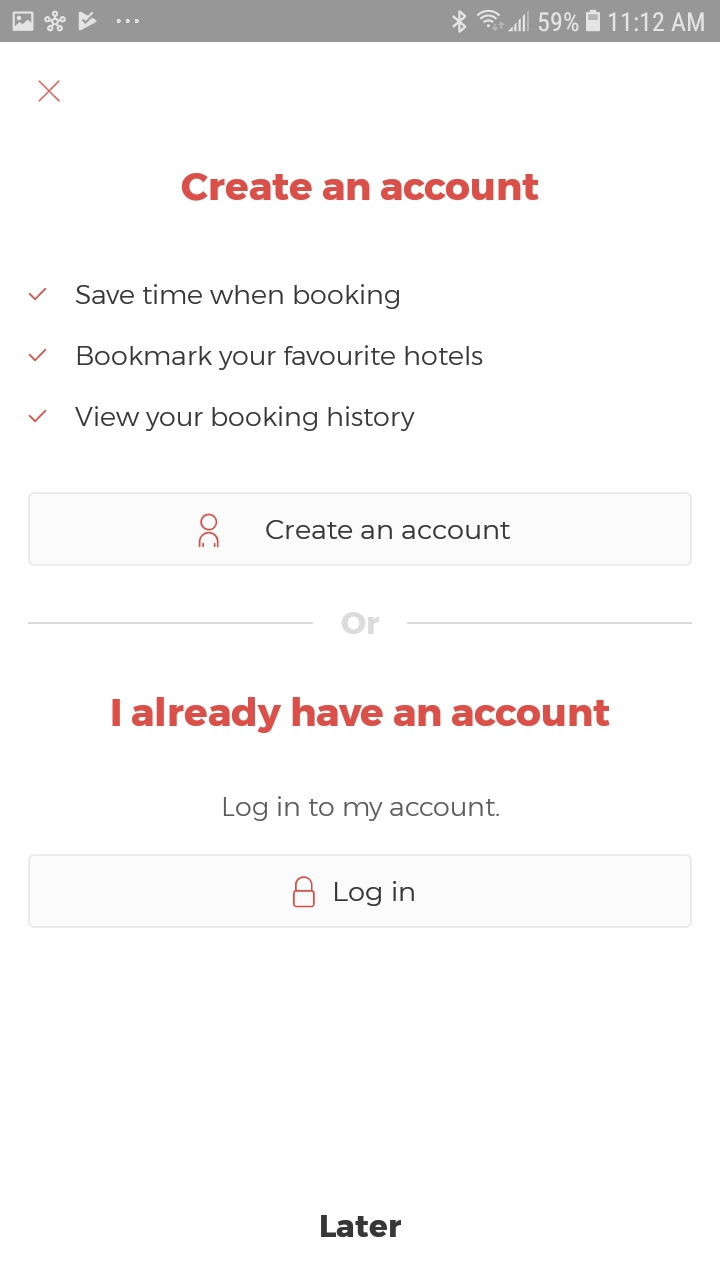 59% 11:12 AM
Create an account
Save time when booking
Bookmark your favourite hotels
View your booking history
Create an account
Or
I already have an account
Log in to my account.
Log in
Later